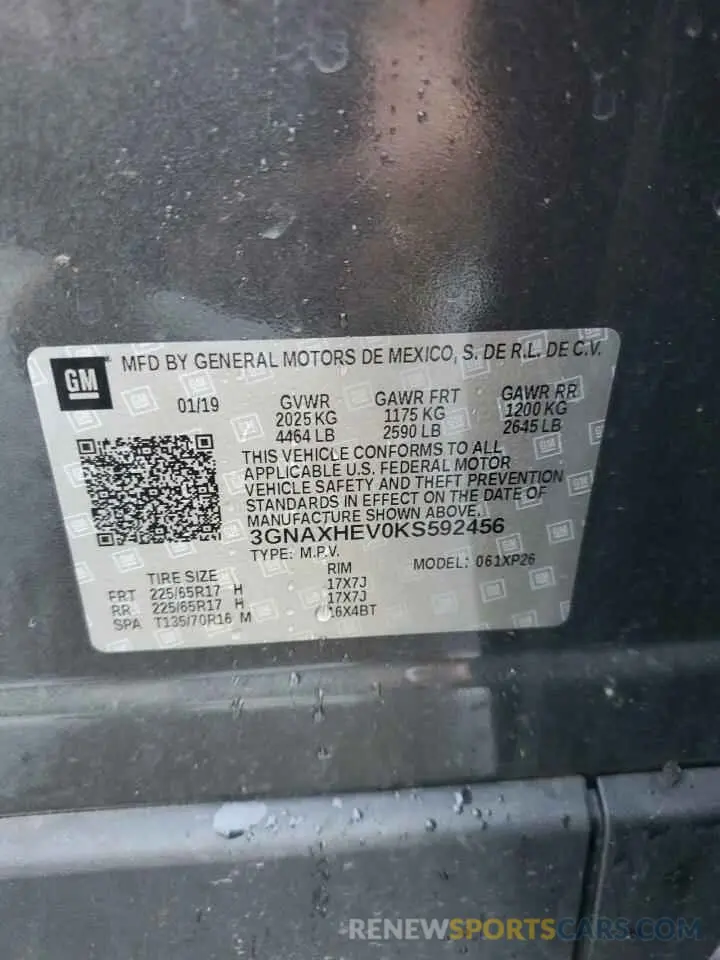 GM MFD BY GENERAL MOTORS DE MEXICO, S. DE R.L. DE C.V.
01/19 GVWR GAWR FRT GAWR RR
2025 KG 1175 KG 1200 KG
4464 LB 2590 LB 2645 LB
THIS VEHICLE CONFORMS TO ALL
APPLICABLE U.S. FEDERAL MOTOR
VEHICLE SAFETY AND THEFT PREVENTION
STANDARDS IN EFFECT ON THE DATE OF
MANUFACTURE SHOWN ABOVE.
3GNAXHEV0KS592456
TYPE: M.P.V. MODEL: 061XP26
TIRE SIZE RIM
FRT 225/65R17 H 17X7J
RR 225/65R17 H 17X7J
SPA T135/70R16 M 16X4BT
RENEWSPORTSCARS.COM